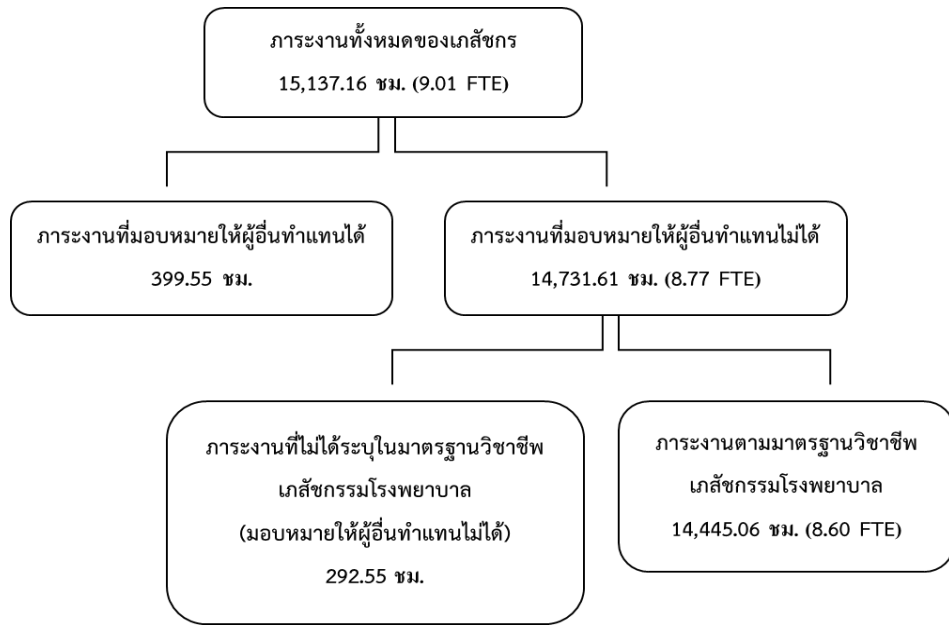 ภาระงานทั้งหมดของเภสัชกร
15,137.16 ชม. (9.01 FTE)
ภาระงานที่มอบหมายให้ผู้อื่นทำแทนได้
399.55 ชม.
ภาระงานที่มอบหมายให้ผู้อื่นทำแทนไม่ได้
14,731.61 ชม. (8.77 FTE)
ภาระงานที่ไม่ได้ระบุในมาตรฐานวิชาชีพ
เภสัชกรรมโรงพยาบาล
(มอบหมายให้ผู้อื่นทำแทนไม่ได้)
292.55 ชม.
ภาระงานตามมาตรฐานวิชาชีพ
เภสัชกรรมโรงพยาบาล
14,445.06 ชม. (8.60 FTE)